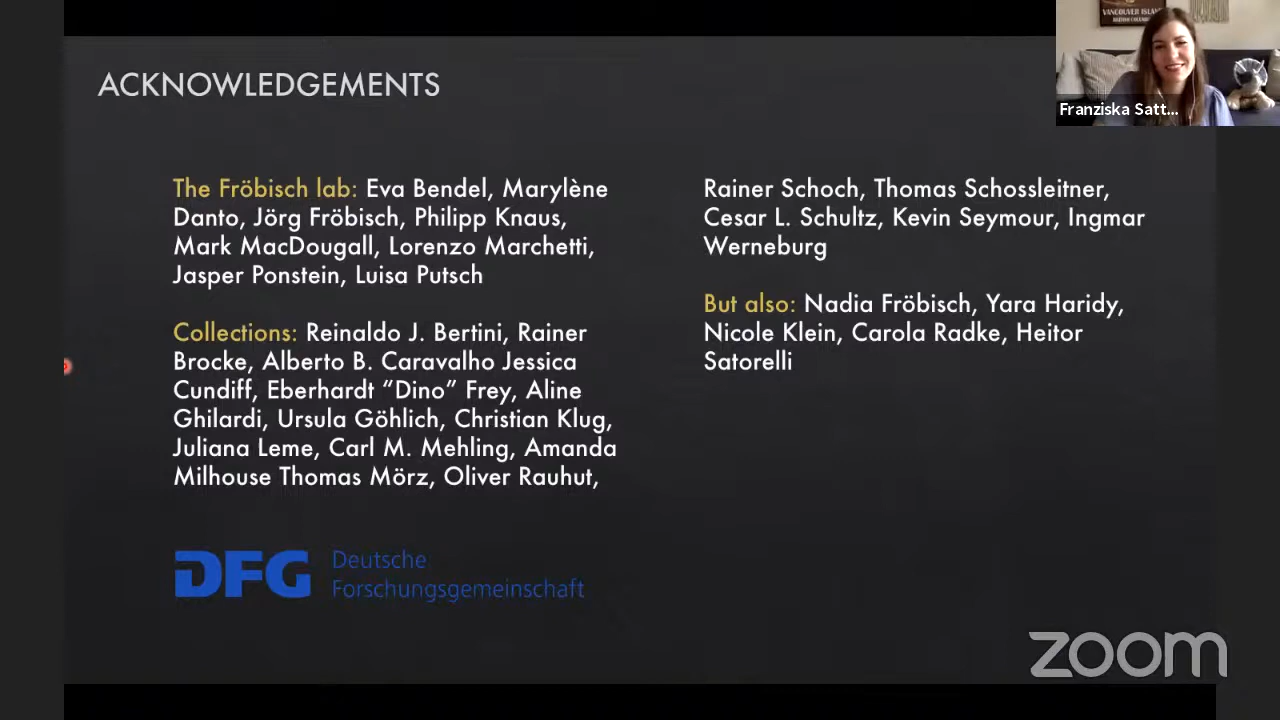 ACKNOWLEDGEMENTS
The Fröbisch lab: Eva Bendel, Marylène
Danto, Jörg Fröbisch, Philipp Knaus,
Mark MacDougall, Lorenzo Marchetti,
Jasper Ponstein, Luisa Putsch
Collections: Reinaldo J. Bertini, Rainer
Brocke, Alberto B. Caravalho Jessica
Cundiff, Eberhardt “Dino” Frey, Aline
Ghilardi, Ursula Göhlich, Christian Klug,
Juliana Leme, Carl M. Mehling, Amanda
Milhouse Thomas Mörz, Oliver Rauhut,
Rainer Schoch, Thomas Schossleitner,
Cesar L. Schultz, Kevin Seymour, Ingmar
Werneburg
But also: Nadia Fröbisch, Yara Haridy,
Nicole Klein, Carola Radke, Heitor
Satorelli
DFG Deutsche
Forschungsgemeinschaft
VANCOUVER ISLAND
Franziska Satt...
zoom